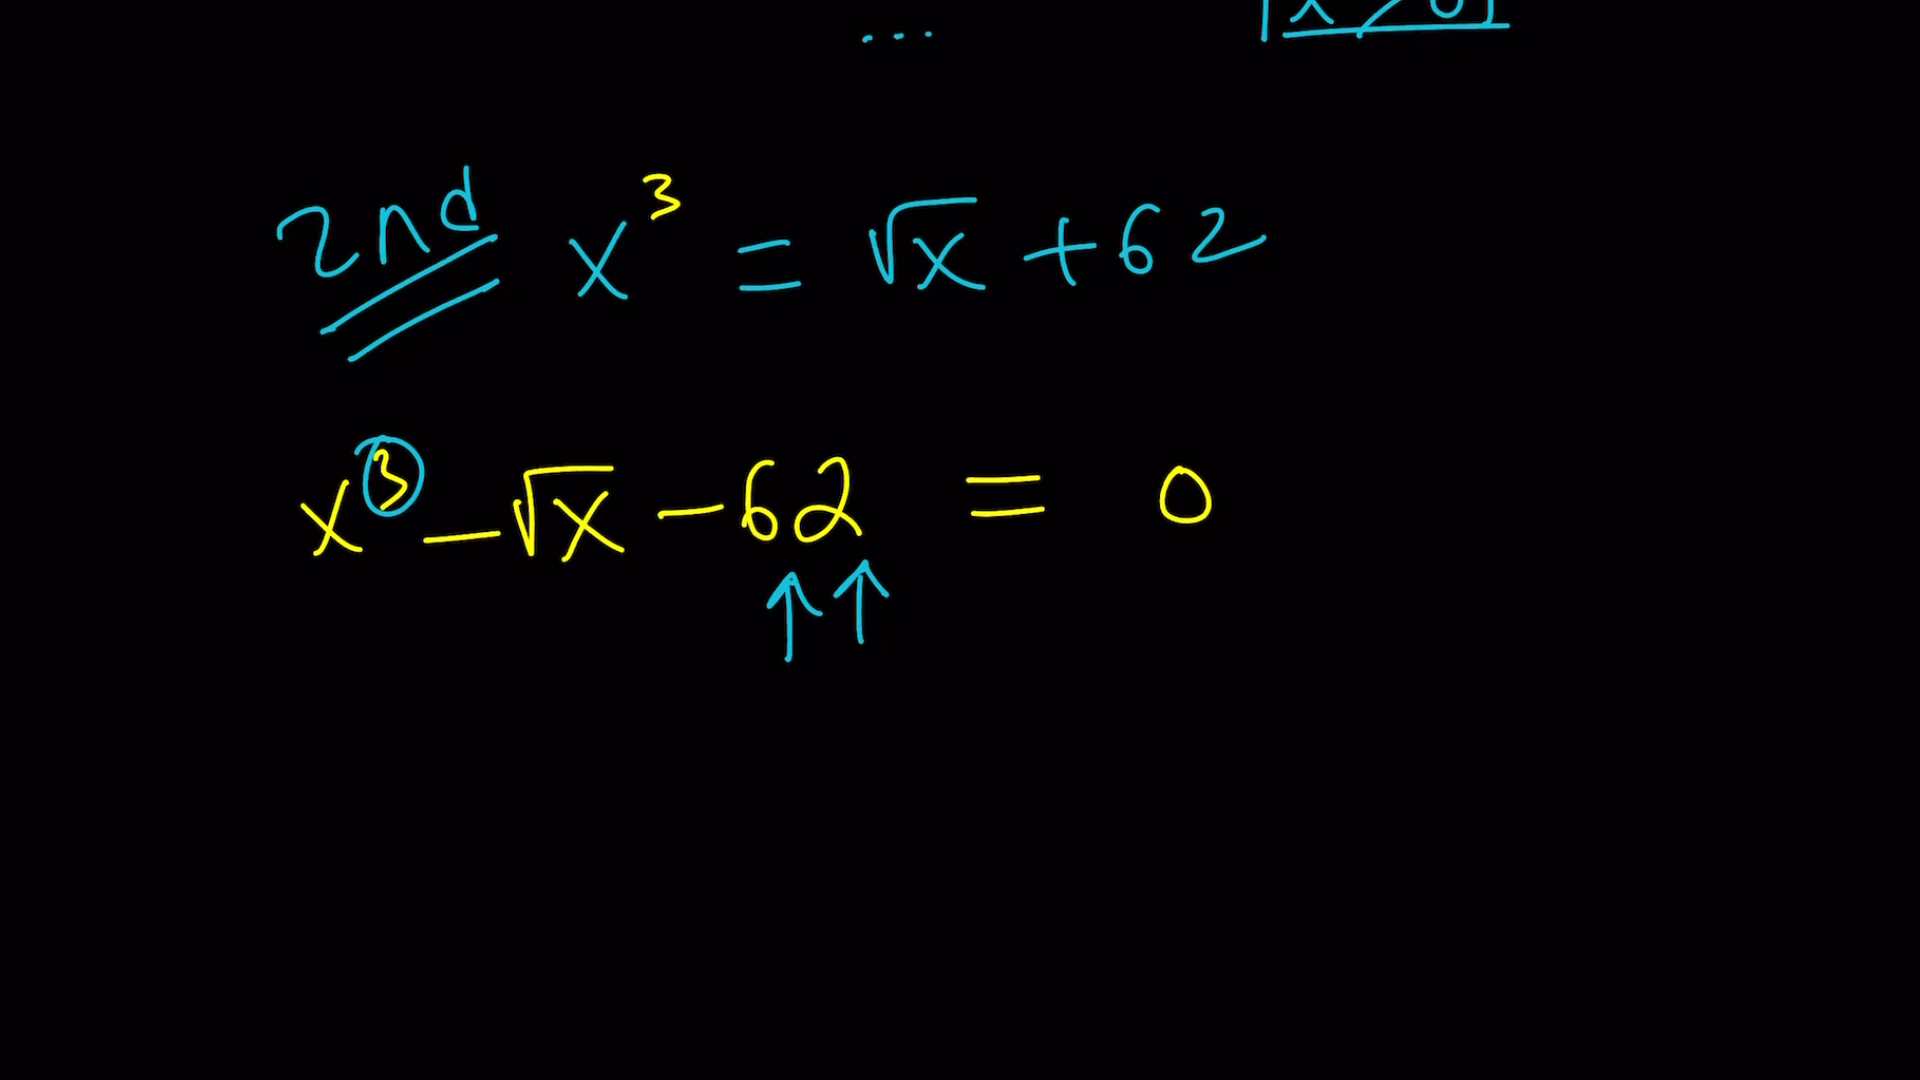 ...
2nd x³ = √x + 62
x³ - √x - 62 = 0